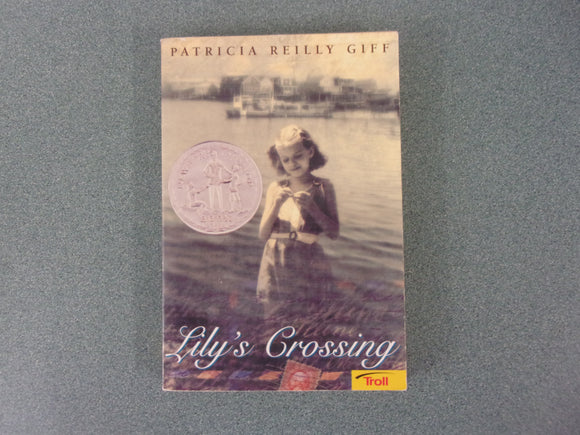 PATRICIA REILLY GIFF
Lily's Crossing
Troll